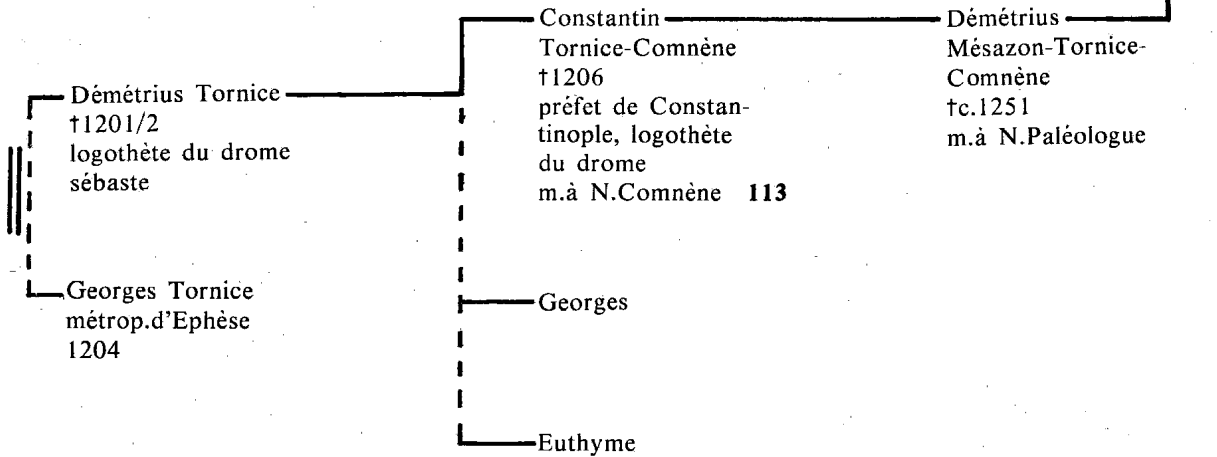 Démétrius Tornice
†1201/2
logothète du drome
sébaste
Georges Tornice
métrop.d'Ephèse
1204
Constantin
Tornice-Comnène
†1206
préfet de Constan-
tinople, logothète
du drome
m.à N.Comnène 113
Georges
Euthyme
Démétrius
Mésazon-Tornice-
Comnène
†c.1251
m.à N.Paléologue